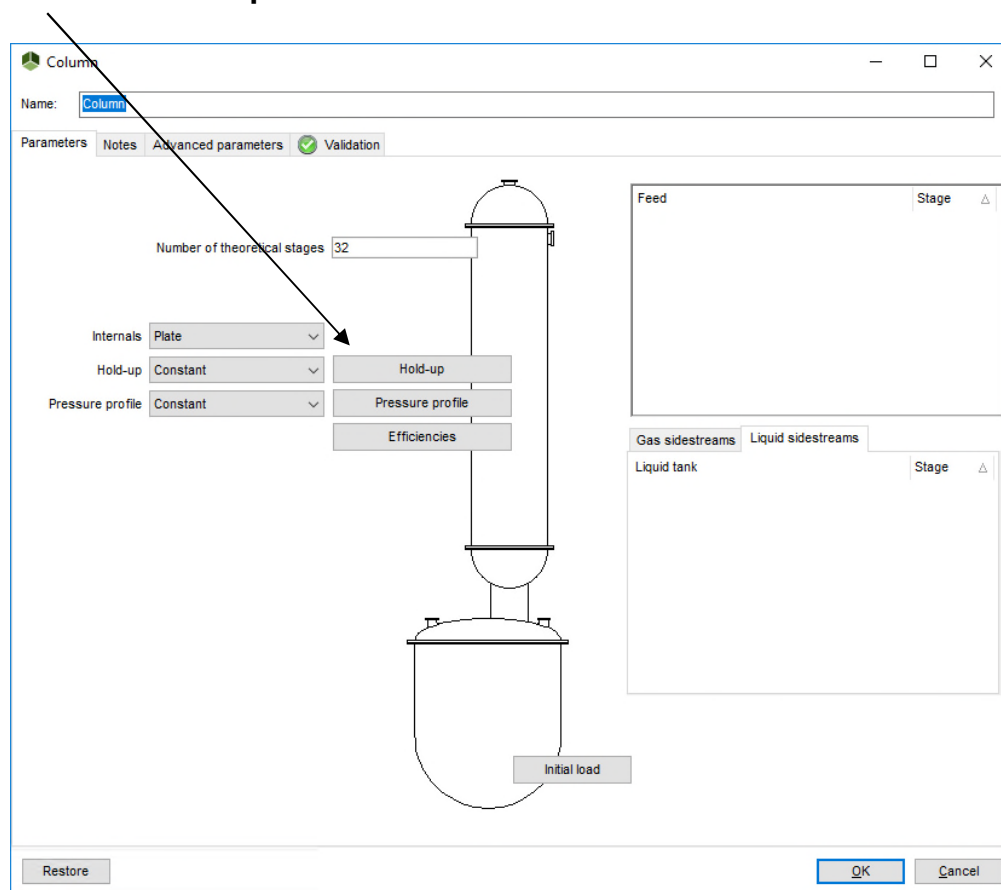 Column
Name: Column
Parameters Notes Advanced parameters Validation
Feed Stage
Number of theoretical stages 32
Internals Plate
Hold-up Constant Hold-up
Pressure profile Constant Pressure profile
Efficiencies
Gas sidestreams Liquid sidestreams
Liquid tank Stage
Initial load
Restore OK Cancel